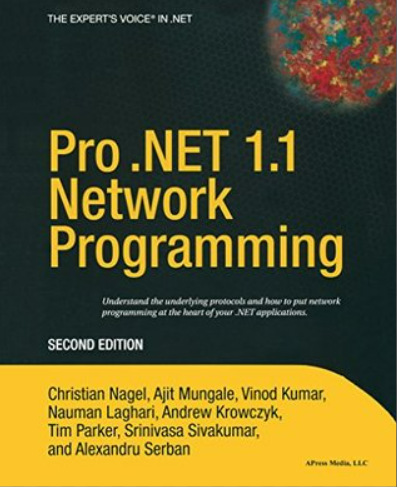 THE EXPERT'S VOICE® IN .NET
Pro .NET 1.1
Network
Programming
Understand the underlying protocols and how to put network
programming at the heart of your .NET applications.
SECOND EDITION
Christian Nagel, Ajit Mungale, Vinod Kumar,
Nauman Laghari, Andrew Krowczyk,
Tim Parker, Srinivasa Sivakumar,
and Alexandru Serban
APress Media, LLC